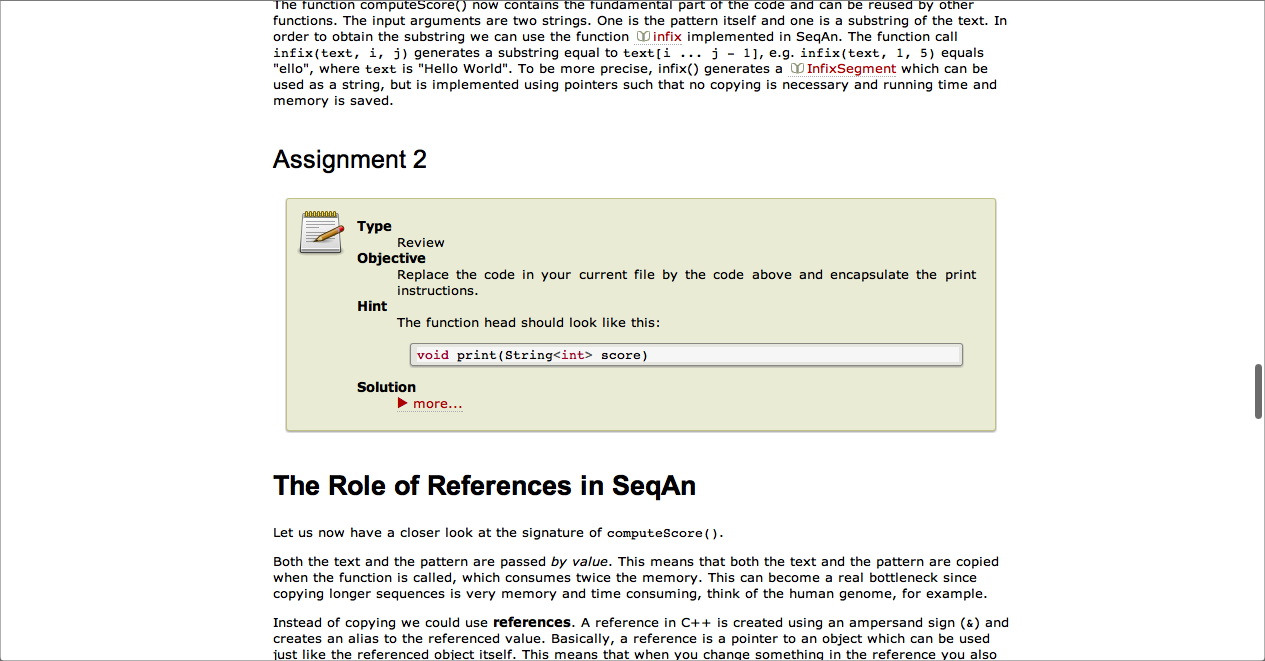 The function computeScore() now contains the fundamental part of the code and can be reused by other
functions. The input arguments are two strings. One is the pattern itself and one is a substring of the text. In
order to obtain the substring we can use the function infix implemented in SeqAn. The function call
infix(text, i, j) generates a substring equal to text[i ... j - 1], e.g. infix(text, 1, 5) equals
"ello", where text is "Hello World". To be more precise, infix() generates a InfixSegment which can be
used as a string, but is implemented using pointers such that no copying is necessary and running time and
memory is saved.
Assignment 2
Type
Review
Objective
Replace the code in your current file by the code above and encapsulate the print
instructions.
Hint
The function head should look like this:
void print(String<int> score)
Solution
more...
The Role of References in SeqAn
Let us now have a closer look at the signature of computeScore().
Both the text and the pattern are passed by value. This means that both the text and the pattern are copied
when the function is called, which consumes twice the memory. This can become a real bottleneck since
copying longer sequences is very memory and time consuming, think of the human genome, for example.
Instead of copying we could use references. A reference in C++ is created using an ampersand sign (&) and
creates an alias to the referenced value. Basically, a reference is a pointer to an object which can be used
just like the referenced object itself. This means that when you change something in the reference you also